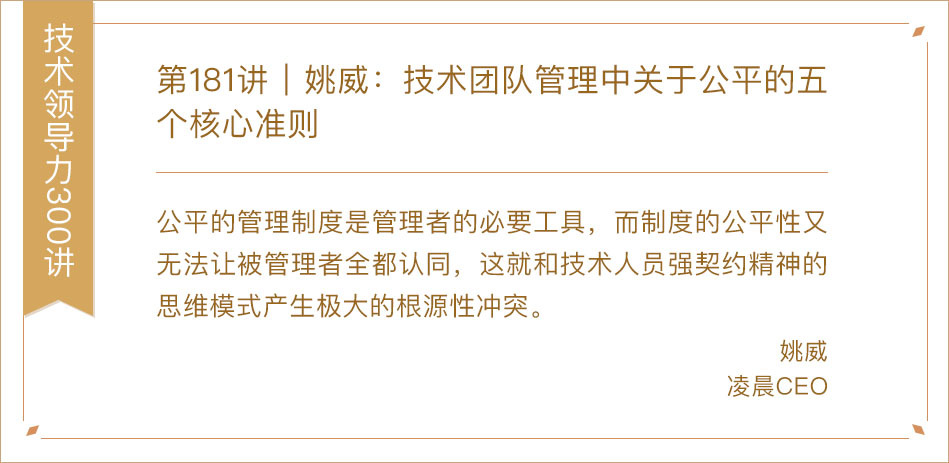 技术领导力300讲
第181讲｜姚威：技术团队管理中关于公平的五
个核心准则
公平的管理制度是管理者的必要工具，而制度的公平性又
无法让被管理者全都认同，这就和技术人员强契约精神的
思维模式产生极大的根源性冲突。
姚威
凌晨CEO